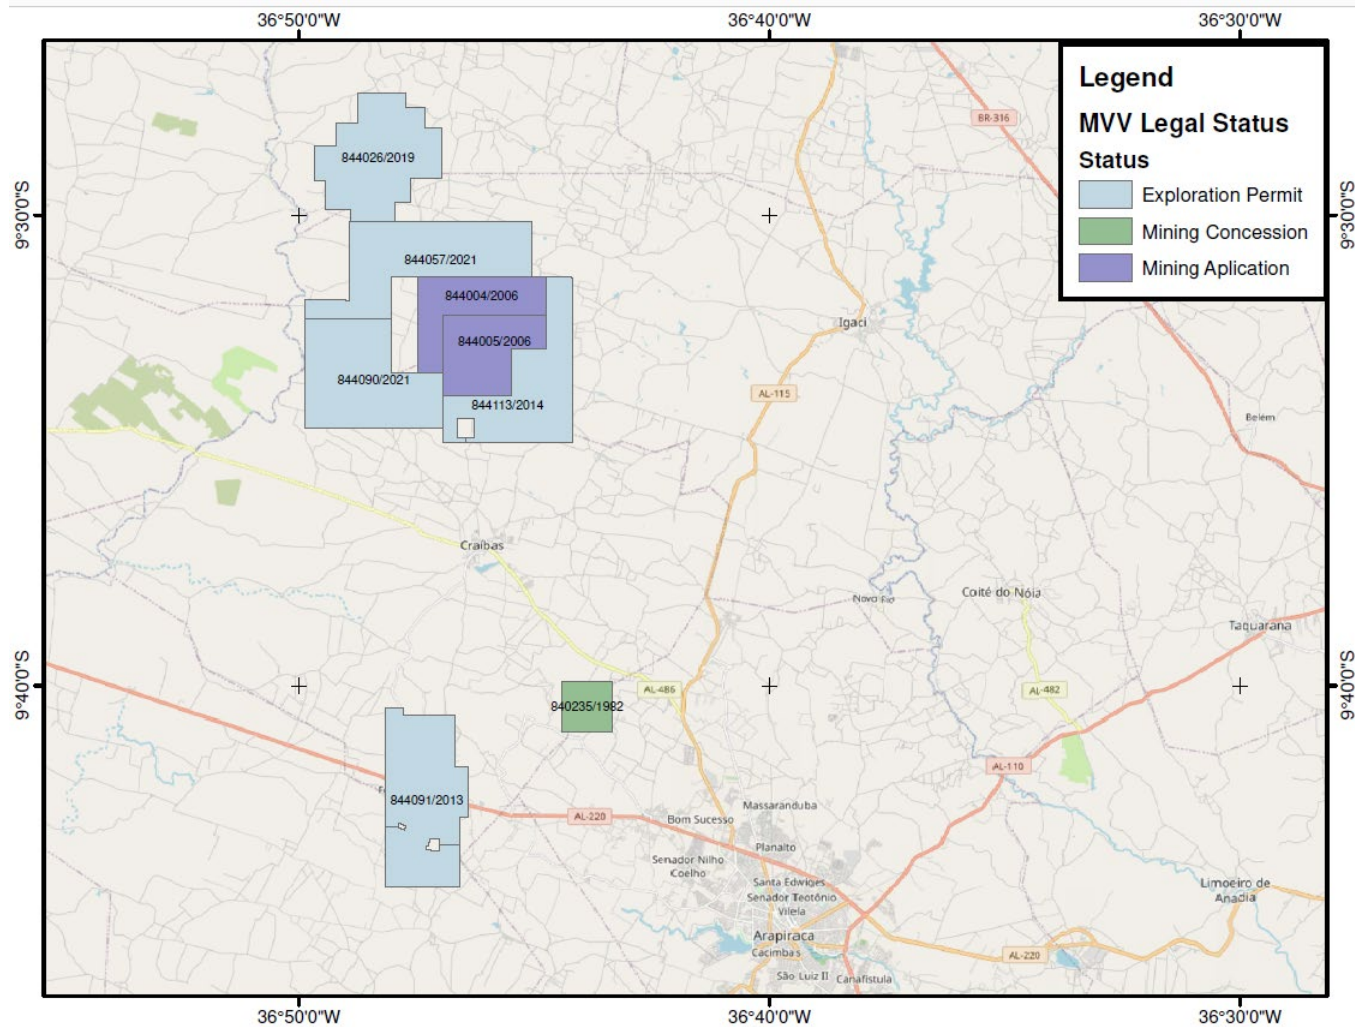 36°50'0"W
36°40'0"W
36°30'0"W
Legend
MVV Legal Status
Status
Exploration Permit
Mining Concession
Mining Aplication
BR-316
844026/2019
9°30'0"S
9°30'0"S
844057/2021
844004/2006
Igaci
844005/2006
844090/2021
AL-115
844113/2014
Belém
Craíbas
Coité do Nóia
Taquarana
9°40'0"S
9°40'0"S
AL-486
AL-482
840235/1982
AL-110
844091/2013
Massaranduba
AL-220
Bom Sucesso
Planalto
Senador Nilho
Coelho
Santa Edwiges
Senador Teotônio
Vilela
Limoeiro de
Anadia
Arapiraca
Cacimbas
AL-220
São Luiz II
Canafístula
36°50'0"W
36°40'0"W
36°30'0"W